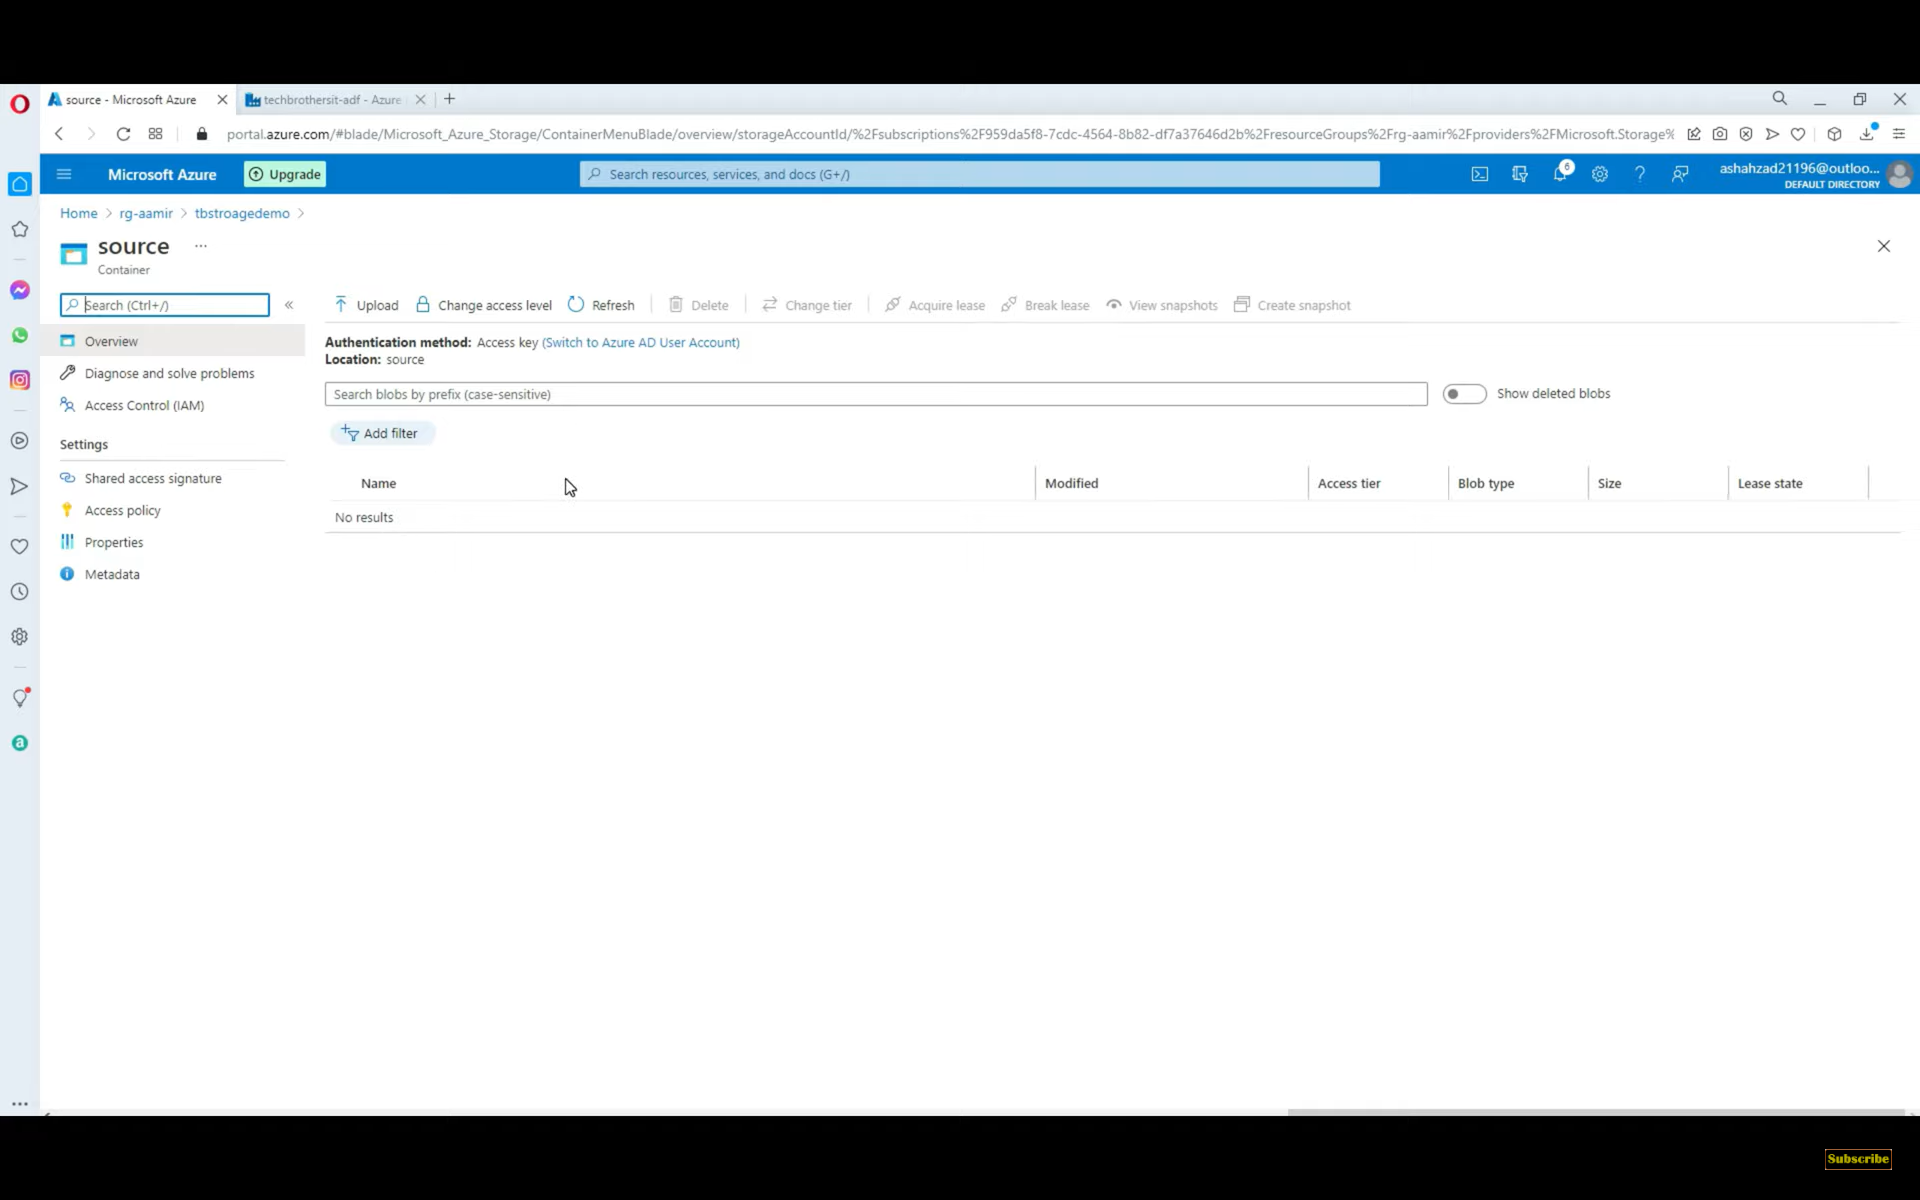 source - Microsoft Azure
techbrothersit-adf - Azure
portal.azure.com/#blade/Microsoft_Azure_Storage/ContainerMenuBlade/overview/storageAccountId/%2Fsubscriptions%2F959da5f8-7cdc-4564-8b82-df7a37646d2b%2FresourceGroups%2Frg-aamir%2Fproviders%2FMicrosoft.Storage%
Microsoft Azure
Upgrade
Search resources, services, and docs (G+/)
6
ashahzad21196@outloo...
DEFAULT DIRECTORY
Home > rg-aamir > tbstroagedemo >
source ...
Container
Search (Ctrl+/)
«
Upload Change access level Refresh Delete Change tier Acquire lease Break lease View snapshots Create snapshot
Overview
Diagnose and solve problems
Access Control (IAM)
Settings
Shared access signature
Access policy
Properties
Metadata
Authentication method: Access key (Switch to Azure AD User Account)
Location: source
Search blobs by prefix (case-sensitive)
Show deleted blobs
Add filter
Name Modified Access tier Blob type Size Lease state
No results
Subscribe